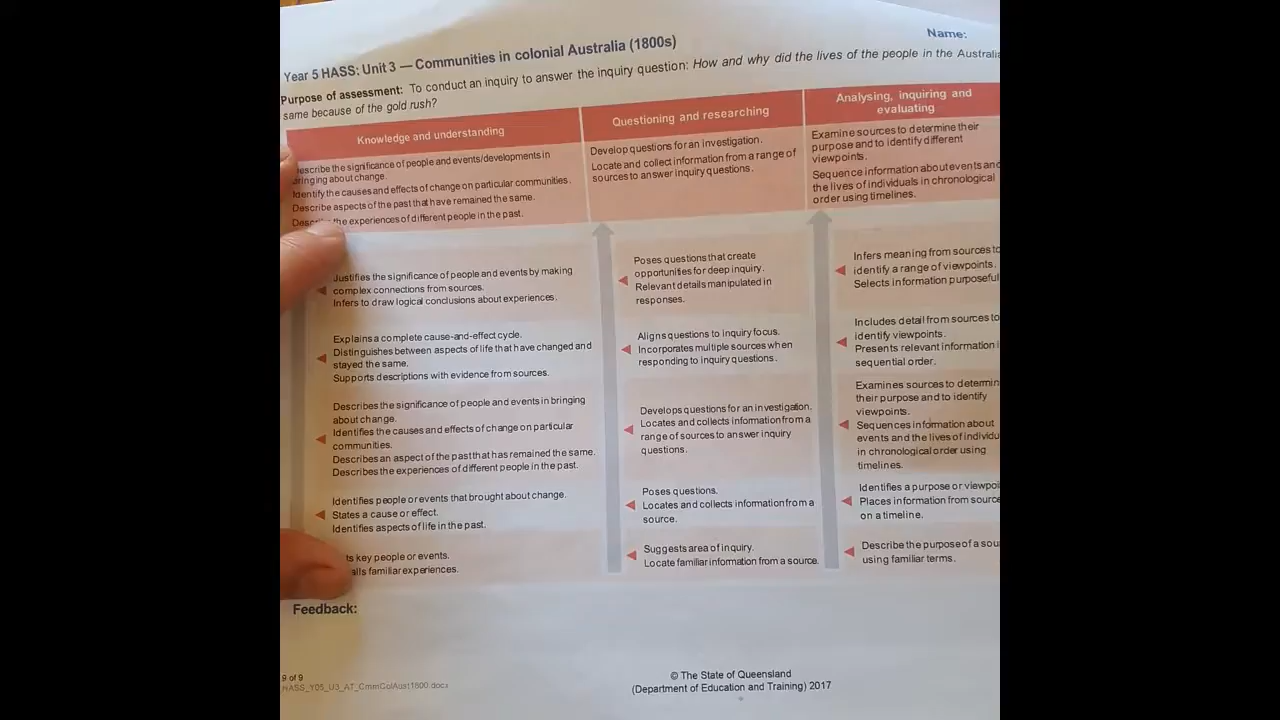 Year 5 HASS: Unit 3 — Communities in colonial Australia (1800s)
Name:
Purpose of assessment: To conduct an inquiry to answer the inquiry question: How and why did the lives of the people in the Australia
same because of the gold rush?
Knowledge and understanding
escribe the significance of people and events/developments in
bringing about change.
Identify the causes and effects of change on particular communities.
Describe aspects of the past that have remained the same.
Describe the experiences of different people in the past.
Questioning and researching
Develop questions for an investigation.
Locate and collect information from a range of
sources to answer inquiry questions.
Analysing, inquiring and
evaluating
Examine sources to determine their
purpose and to identify different
viewpoints.
Sequence information about events and
the lives of individuals in chronological
order using timelines.
Justifies the significance of people and events by making
complex connections from sources.
Infers to draw logical conclusions about experiences.
Explains a complete cause-and-effect cycle.
Distinguishes between aspects of life that have changed and
stayed the same.
Supports descriptions with evidence from sources.
Describes the significance of people and events in bringing
about change.
Identifies the causes and effects of change on particular
communities.
Describes an aspect of the past that has remained the same.
Describes the experiences of different people in the past.
Identifies people or events that brought about change.
States a cause or effect.
Identifies aspects of life in the past.
ts key people or events.
alls familiar experiences.
Poses questions that create
opportunities for deep inquiry.
Relevant details manipulated in
responses.
Aligns questions to inquiry focus.
Incorporates multiple sources when
responding to inquiry questions.
Develops questions for an investigation.
Locates and collects information from a
range of sources to answer inquiry
questions.
Poses questions.
Locates and collects information from a
source.
Suggests area of inquiry.
Locate familiar information from a source.
Infers meaning from sources to
identify a range of viewpoints.
Selects information purposeful
Includes detail from sources to
identify viewpoints.
Presents relevant information i
sequential order.
Examines sources to determin
their purpose and to identify
viewpoints.
Sequences information about
events and the lives of individu
in chronological order using
timelines.
Identifies a purpose or viewpoi
Places information from source
on a timeline.
Describe the purpose of a sou
using familiar terms.
Feedback:
9 of 9
HASS_Y05_U3_AT_CmmColAust1800.docx
© The State of Queensland
(Department of Education and Training) 2017